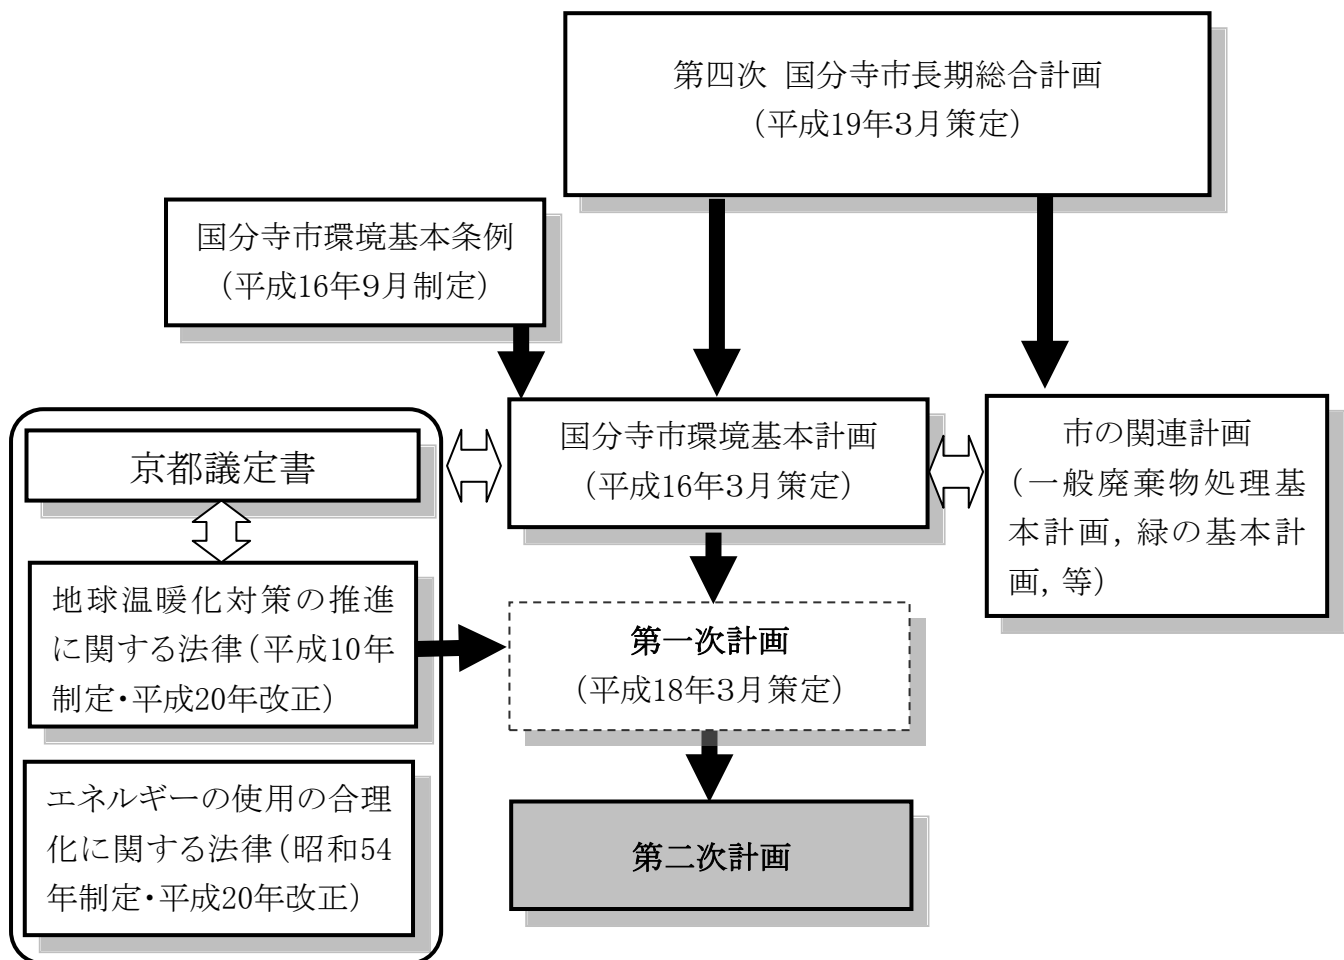 第四次 国分寺市長期総合計画
（平成19年３月策定）
国分寺市環境基本条例
（平成16年９月制定）
京都議定書
国分寺市環境基本計画
（平成16年３月策定）
市の関連計画
（一般廃棄物処理基
本計画，緑の基本計
画，等）
地球温暖化対策の推進
に関する法律（平成10年
制定・平成20年改正）
第一次計画
（平成18年３月策定）
エネルギーの使用の合理
化に関する法律（昭和54
年制定・平成20年改正）
第二次計画